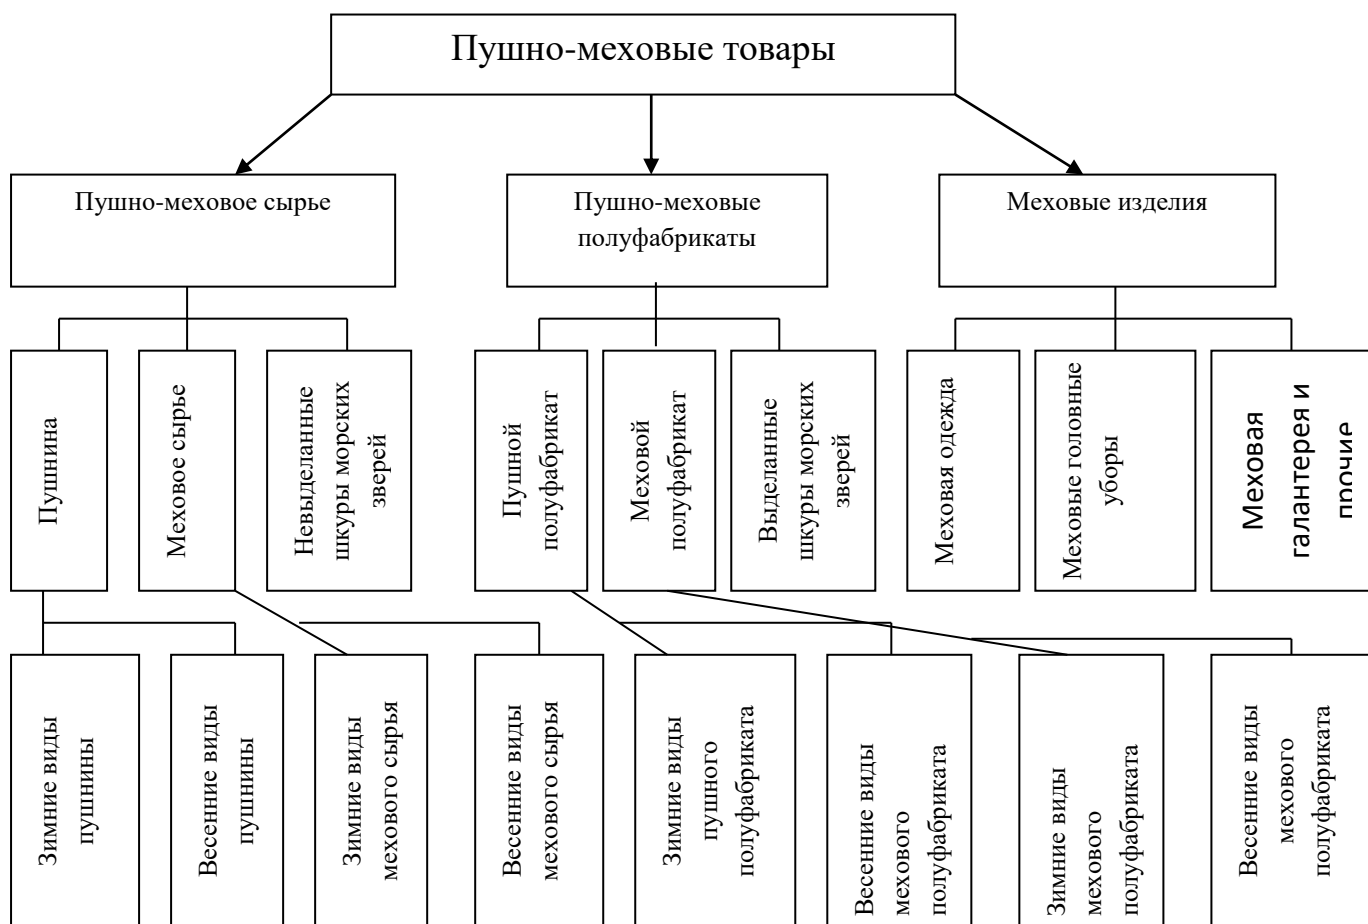 Пушно-меховые товары
Пушно-меховое сырье
Пушно-меховые
полуфабрикаты
Меховые изделия
Пушнина
Меховое сырье
Невыделанные
шкуры морских
зверей
Пушной
полуфабрикат
Меховой
полуфабрикат
Выделанные
шкуры морских
зверей
Меховая одежда
Меховые головные
уборы
Меховая
галантерея и
прочие
Зимние виды
пушнины
Весенние виды
пушнины
Зимние виды
мехового сырья
Весенние виды
мехового сырья
Зимние виды
пушного
полуфабриката
Весенние виды
мехового
полуфабриката
Зимние виды
мехового
полуфабриката
Весенние виды
мехового
полуфабриката